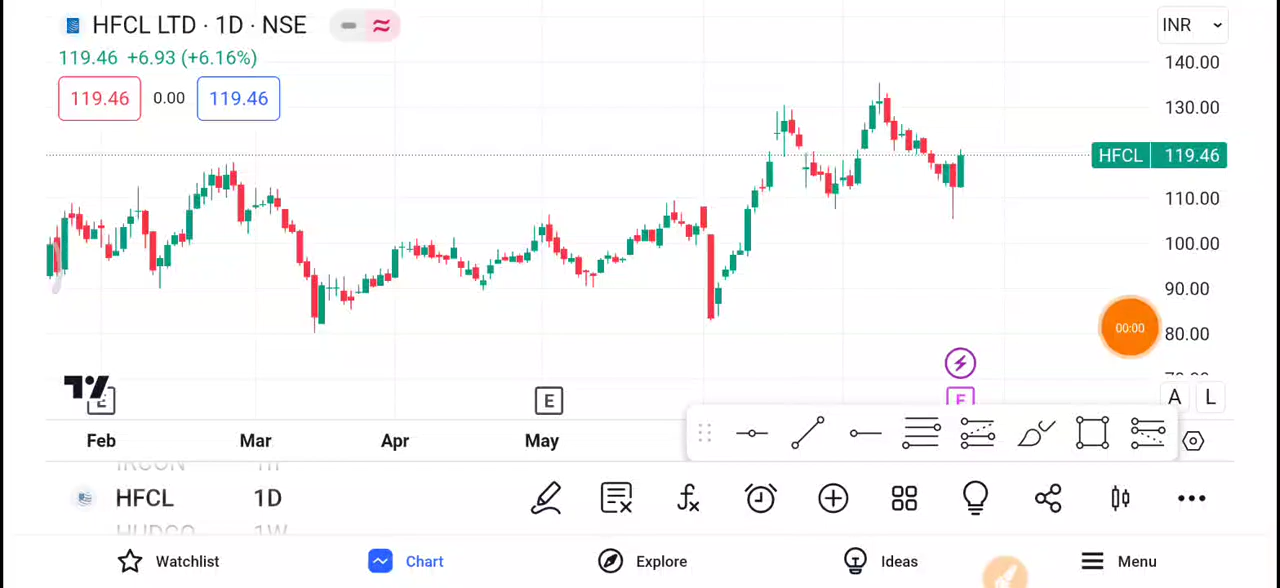 HFCL LTD · 1D · NSE
INR
119.46 +6.93 (+6.16%)
119.46 0.00 119.46
140.00
130.00
HFCL 119.46
110.00
100.00
90.00
00:00
80.00
E E
A L
Feb Mar Apr May
HFCL 1D
Watchlist Chart Explore Ideas Menu